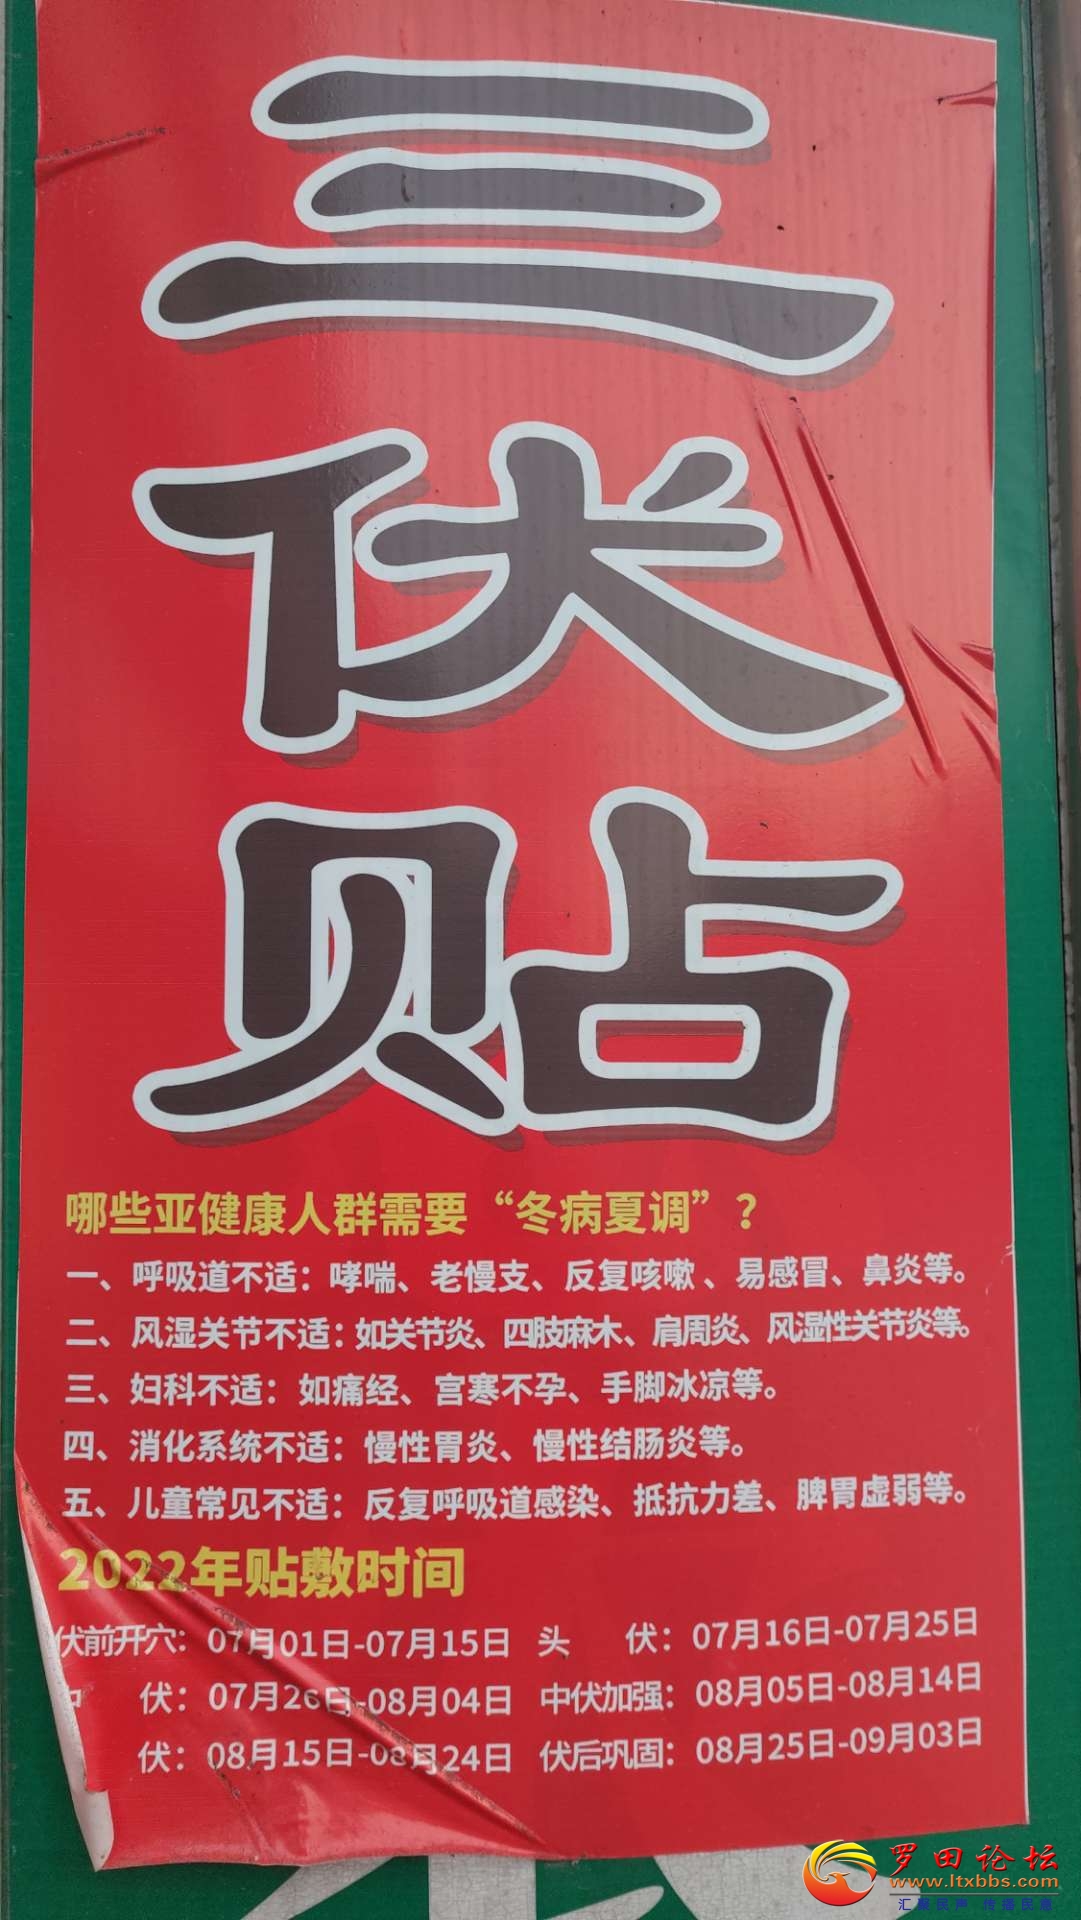 三
伏
贴
哪些亚健康人群需要“冬病夏调”？
一、呼吸道不适：哮喘、老慢支、反复咳嗽、易感冒、鼻炎等。
二、风湿关节不适：如关节炎、四肢麻木、肩周炎、风湿性关节炎等。
三、妇科不适：如痛经、宫寒不孕、手脚冰凉等。
四、消化系统不适：慢性胃炎、慢性结肠炎等。
五、儿童常见不适：反复呼吸道感染、抵抗力差、脾胃虚弱等。
2022年贴敷时间
伏前开穴：07月01日-07月15日 头 伏：07月16日-07月25日
伏：07月26日-08月04日 中伏加强：08月05日-08月14日
伏：08月15日-08月24日 伏后巩固：08月25日-09月03日
罗田论坛
www.ltxbbs.com
汇聚民声 传播民意